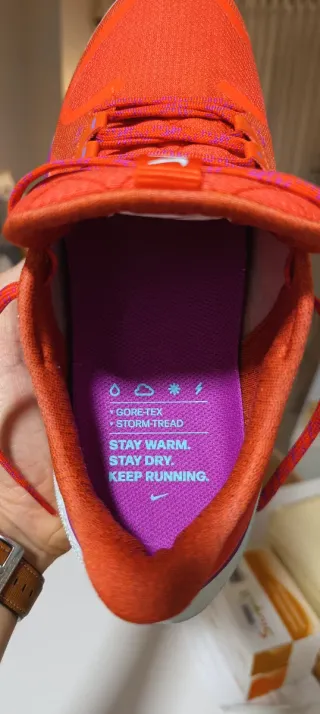 • GORE-TEX
• STORM-TREAD
STAY WARM.
STAY DRY.
KEEP RUNNING.